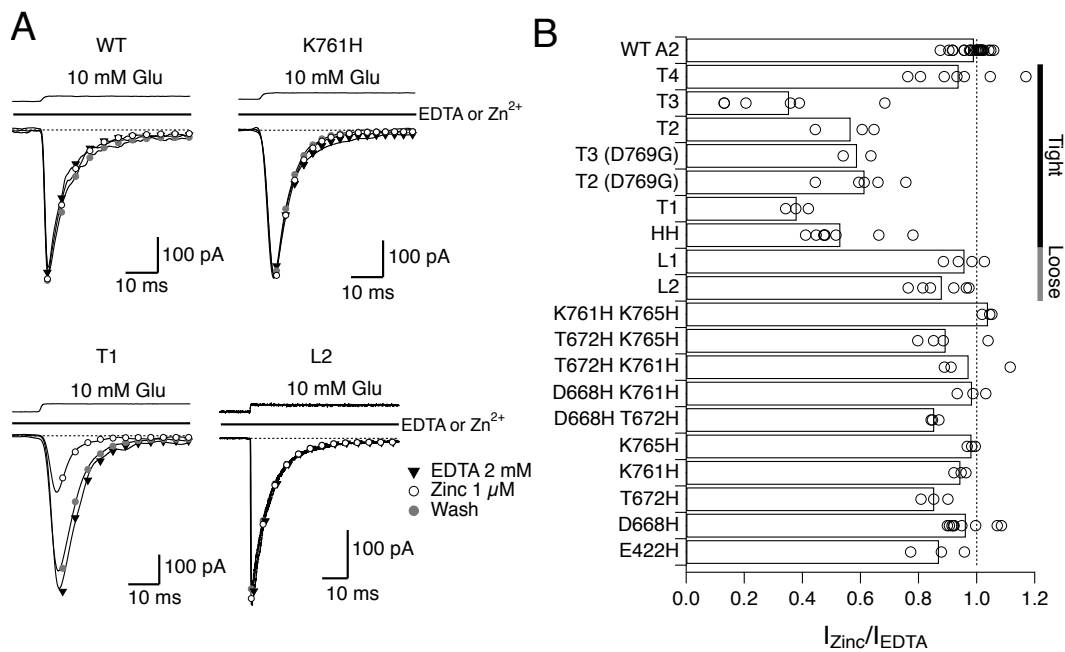 A
WT
10 mM Glu
K761H
10 mM Glu
EDTA or Zn2+
100 pA
10 ms
100 pA
10 ms
T1
10 mM Glu
L2
10 mM Glu
EDTA or Zn2+
EDTA 2 mM
Zinc 1 µM
Wash
100 pA
10 ms
100 pA
10 ms
B
WT A2
T4
T3
T2
T3 (D769G)
T2 (D769G)
T1
HH
L1
L2
K761H K765H
T672H K765H
T672H K761H
D668H K761H
D668H T672H
K765H
K761H
T672H
D668H
E422H
Tight
Loose
0.0 0.2 0.4 0.6 0.8 1.0 1.2
IZinc/IEDTA